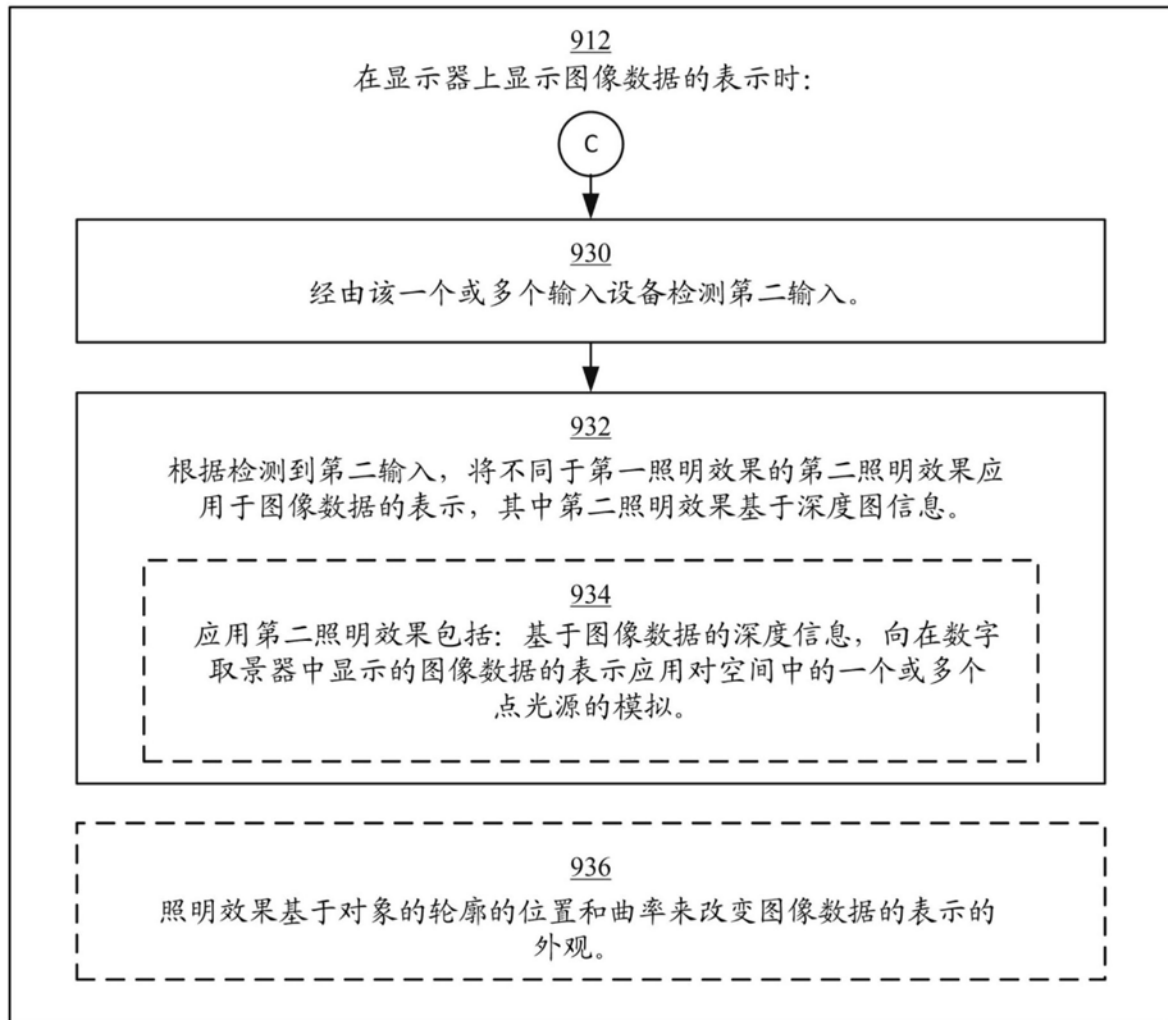 912
在显示器上显示图像数据的表示时：
C
930
经由该一个或多个输入设备检测第二输入。
932
根据检测到第二输入，将不同于第一照明效果的第二照明效果应
用于图像数据的表示，其中第二照明效果基于深度图信息。
934
应用第二照明效果包括：基于图像数据的深度信息，向在数字
取景器中显示的图像数据的表示应用对空间中的一个或多个
点光源的模拟。
936
照明效果基于对象的轮廓的位置和曲率来改变图像数据的表示的
外观。